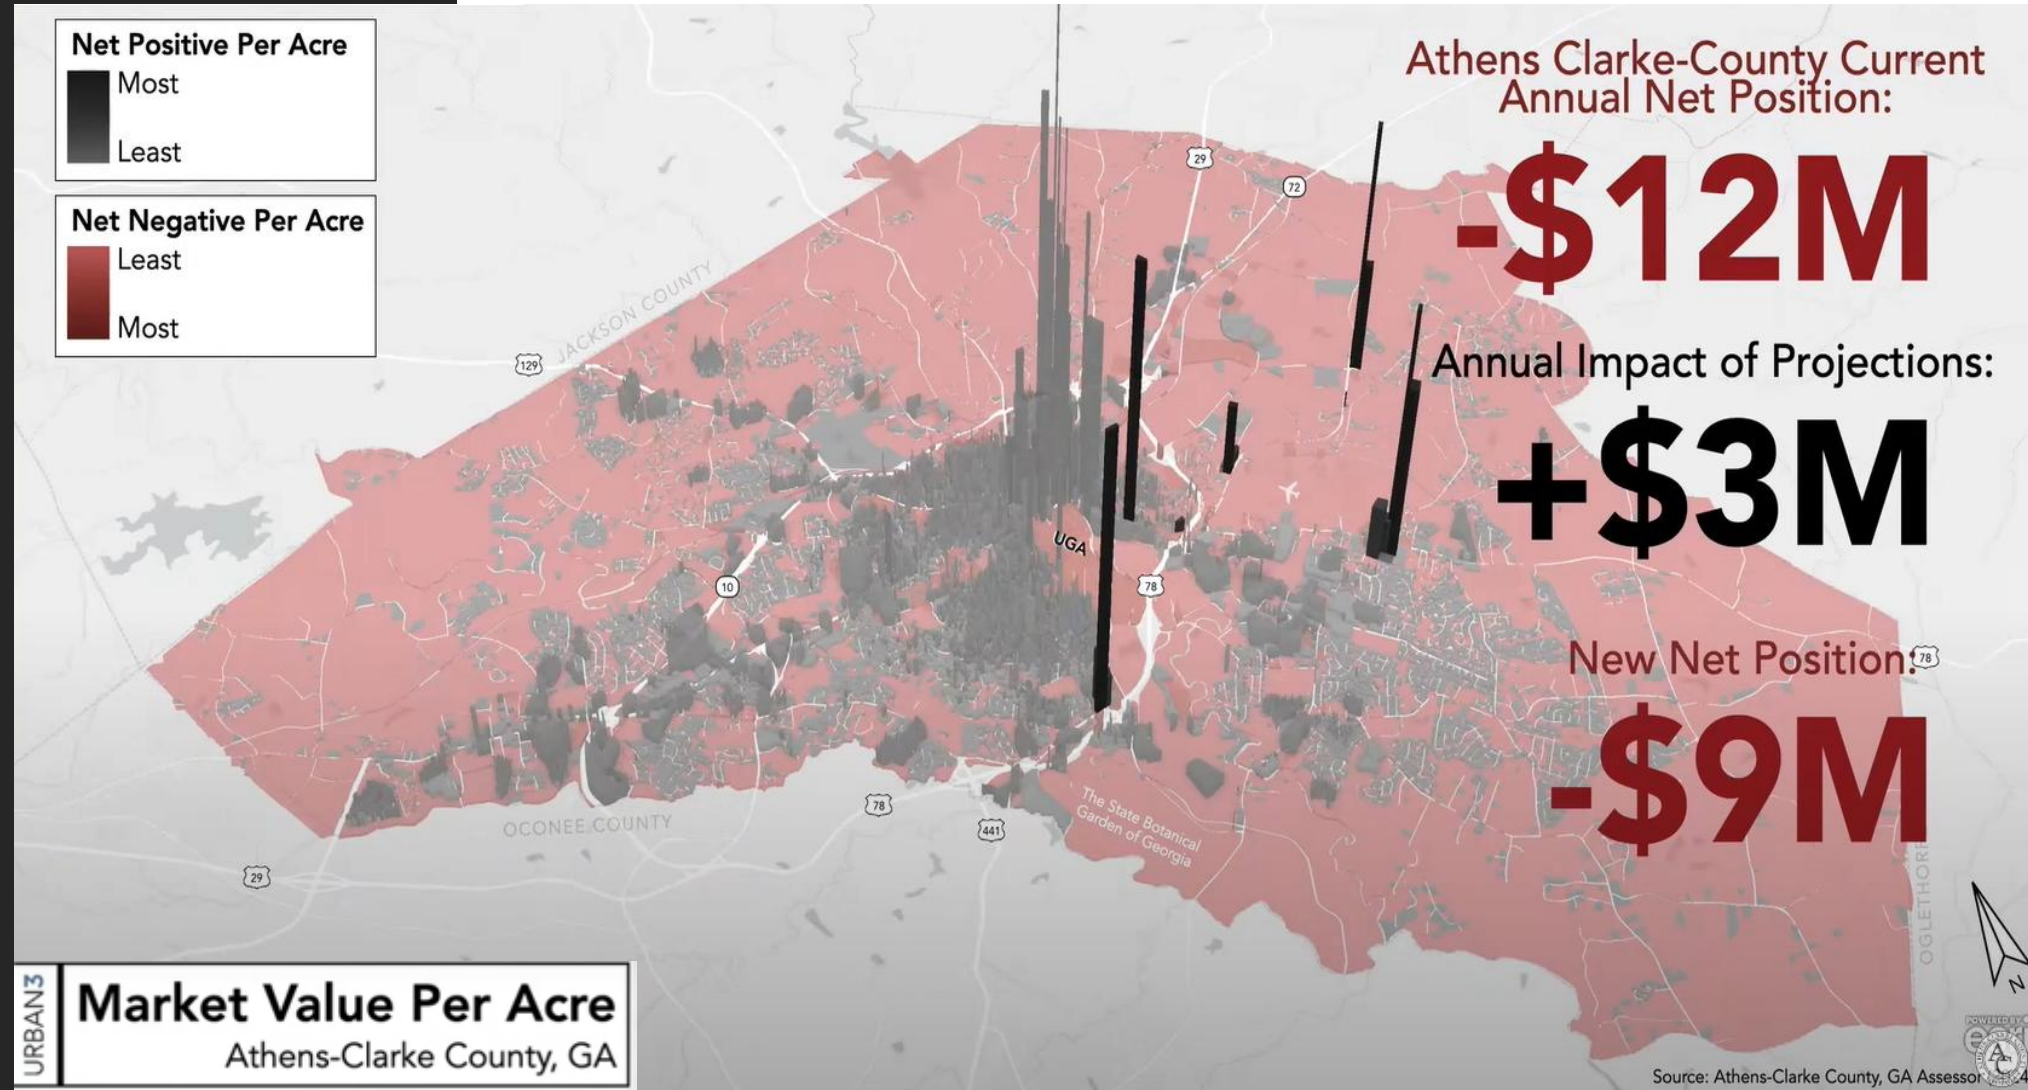 Net Positive Per Acre
Most
Least
Net Negative Per Acre
Least
Most
Athens Clarke-County Current
Annual Net Position:
-$12M
Annual Impact of Projections:
+$3M
New Net Position:
-$9M
29
72
JACKSON COUNTY
129
UGA
10
78
78
The State Botanical
Garden of Georgia
OCONEE COUNTY
78
441
29
N
URBAN3
Market Value Per Acre
Athens-Clarke County, GA
POWERED BY
esri
Source: Athens-Clarke County, GA Assessor